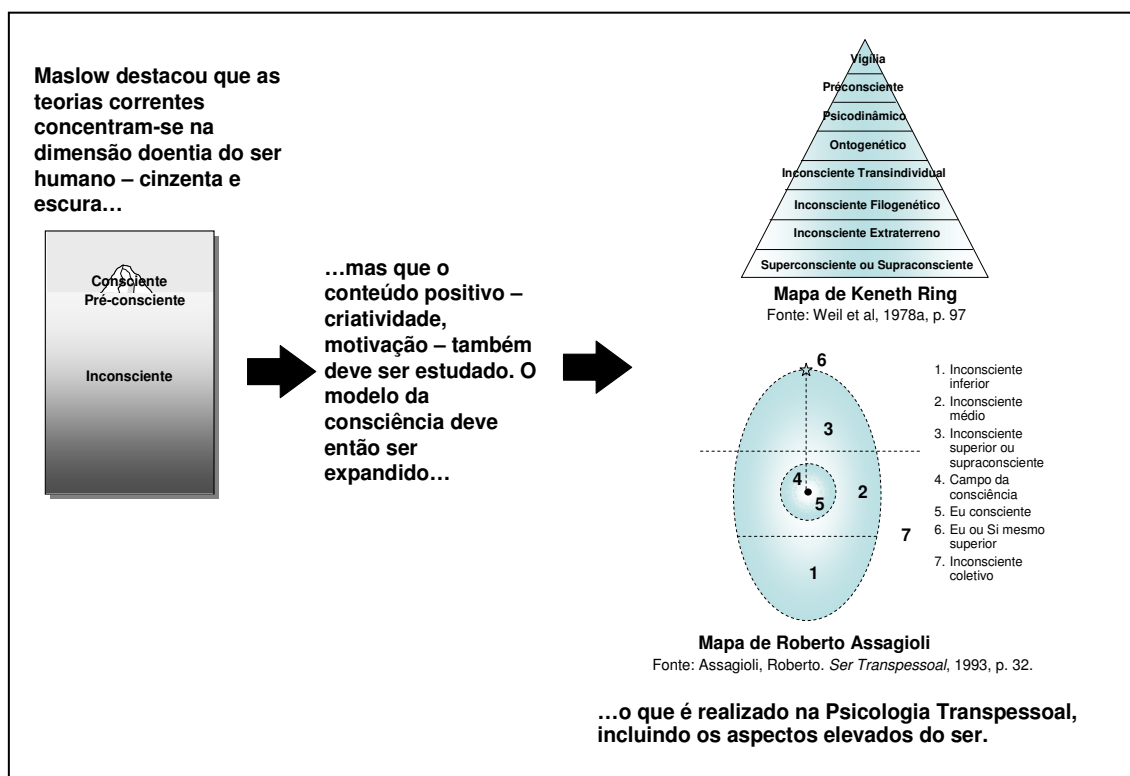 Maslow destacou que as
teorias correntes
concentram-se na
dimensão doentia do ser
humano – cinzenta e
escura…
Consciente
Pré-consciente
Inconsciente
…mas que o
conteúdo positivo –
criatividade,
motivação – também
deve ser estudado. O
modelo da
consciência deve
então ser
expandido…
Vigília
Préconsciente
Psicodinâmico
Ontogenético
Inconsciente Transindividual
Inconsciente Filogenético
Inconsciente Extraterreno
Superconsciente ou Supraconsciente
Mapa de Keneth Ring
Fonte: Weil et al, 1978a, p. 97
6
3
4
5
2
7
1
1. Inconsciente
inferior
2. Inconsciente
médio
3. Inconsciente
superior ou
supraconsciente
4. Campo da
consciência
5. Eu consciente
6. Eu ou Si mesmo
superior
7. Inconsciente
coletivo
Mapa de Roberto Assagioli
Fonte: Assagioli, Roberto. Ser Transpessoal, 1993, p. 32.
…o que é realizado na Psicologia Transpessoal,
incluindo os aspectos elevados do ser.